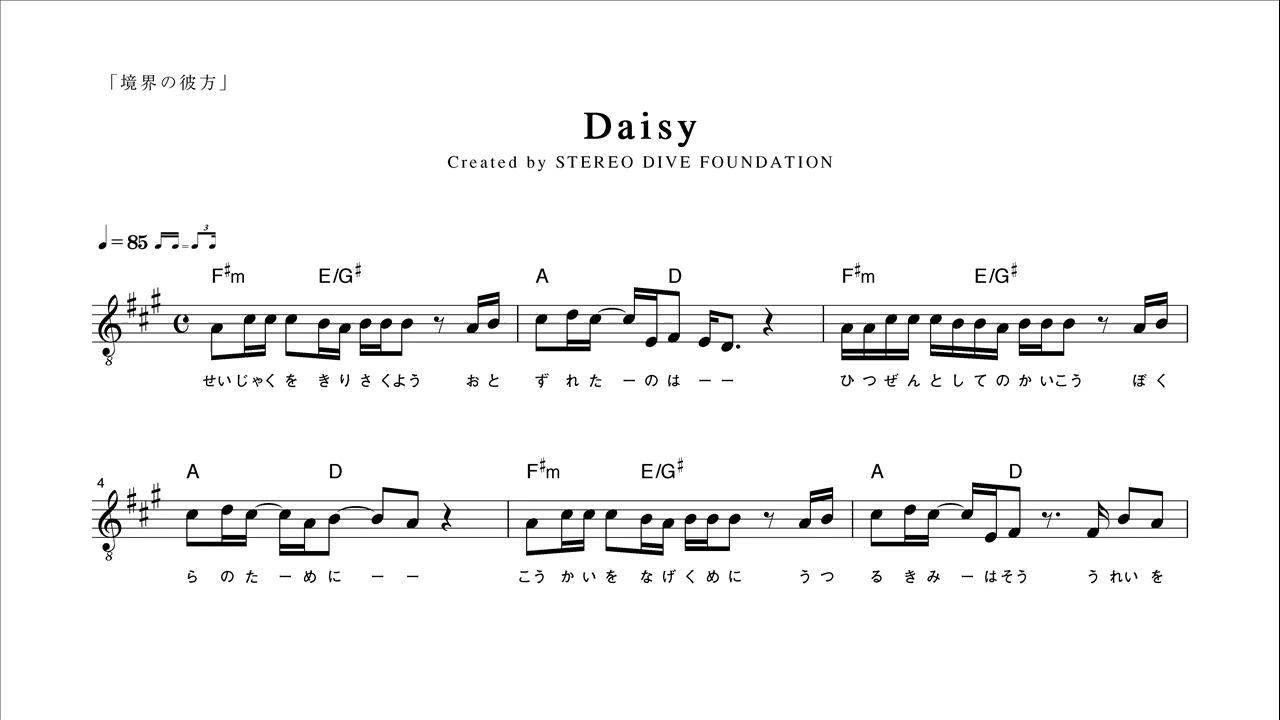 「境界の彼方」
Daisy
Created by STEREO DIVE FOUNDATION
♩= 85 = 3
F♯m E/G♯ A D F♯m E/G♯
8
せい じゃく を き り さ く よう お と ず れ た ー の は ー ー ひ つ ぜ ん と し て の か い こう ぼ く
4
A D F♯m E/G♯ A D
8
ら の た ー め に ー ー こう か い を な げ く め に う つ る き み ー は そう う れ い を